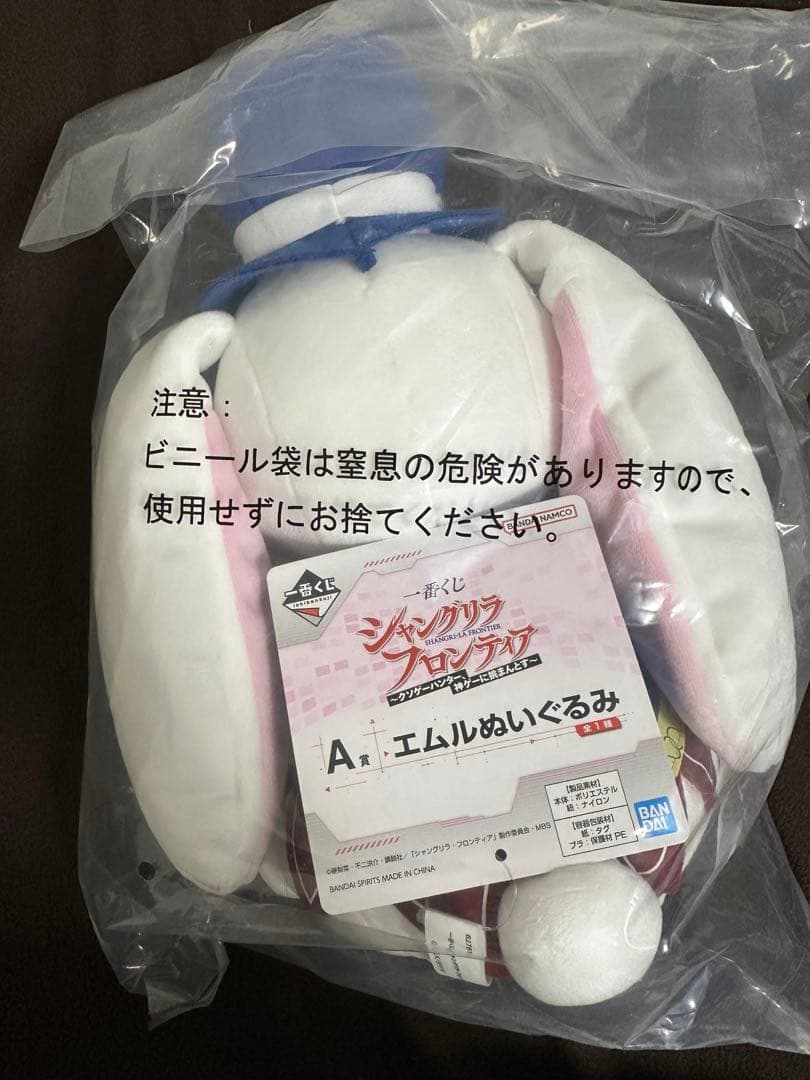 注意：
ビニール袋は窒息の危険がありますので、
使用せずにお捨てください。
BANDAI NAMCO
一番くじ
ichiban KUJI
一番くじ
シャングリラ
SHANGRI-LA FRONTIER
フロンティア
～クソゲーハンター、
神ゲーに挑まんとす～
A賞 エムルぬいぐるみ
全1種
【製品素材】
本体：ポリエステル
紐：ナイロン
【容器包装材】
紙：タグ
プラ：保護材 PE
BAN
DAI
©硬梨菜・不二涼介・講談社／「シャングリラ・フロンティア」製作委員会・MBS
BANDAI SPIRITS MADE IN CHINA